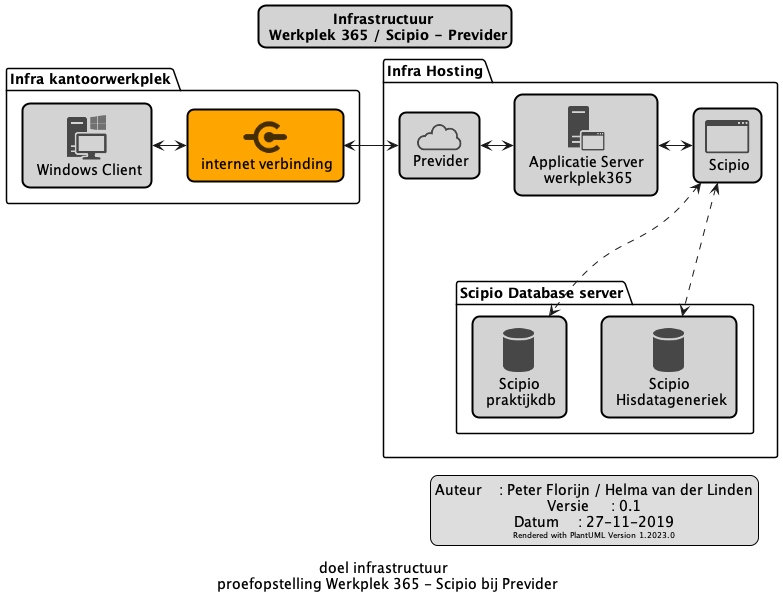 Infrastructuur
Werkplek 365 / Scipio - Previder
Infra kantoorwerkplek
Windows Client
internet verbinding
Infra Hosting
Previder
Applicatie Server
werkplek365
Scipio
Scipio Database server
Scipio
praktijkdb
Scipio
Hisdatageneriek
Auteur : Peter Florijn / Helma van der Linden
Versie : 0.1
Datum : 27-11-2019
Rendered with PlantUML Version 1.2023.0
doel infrastructuur
proefopstelling Werkplek 365 - Scipio bij Previder